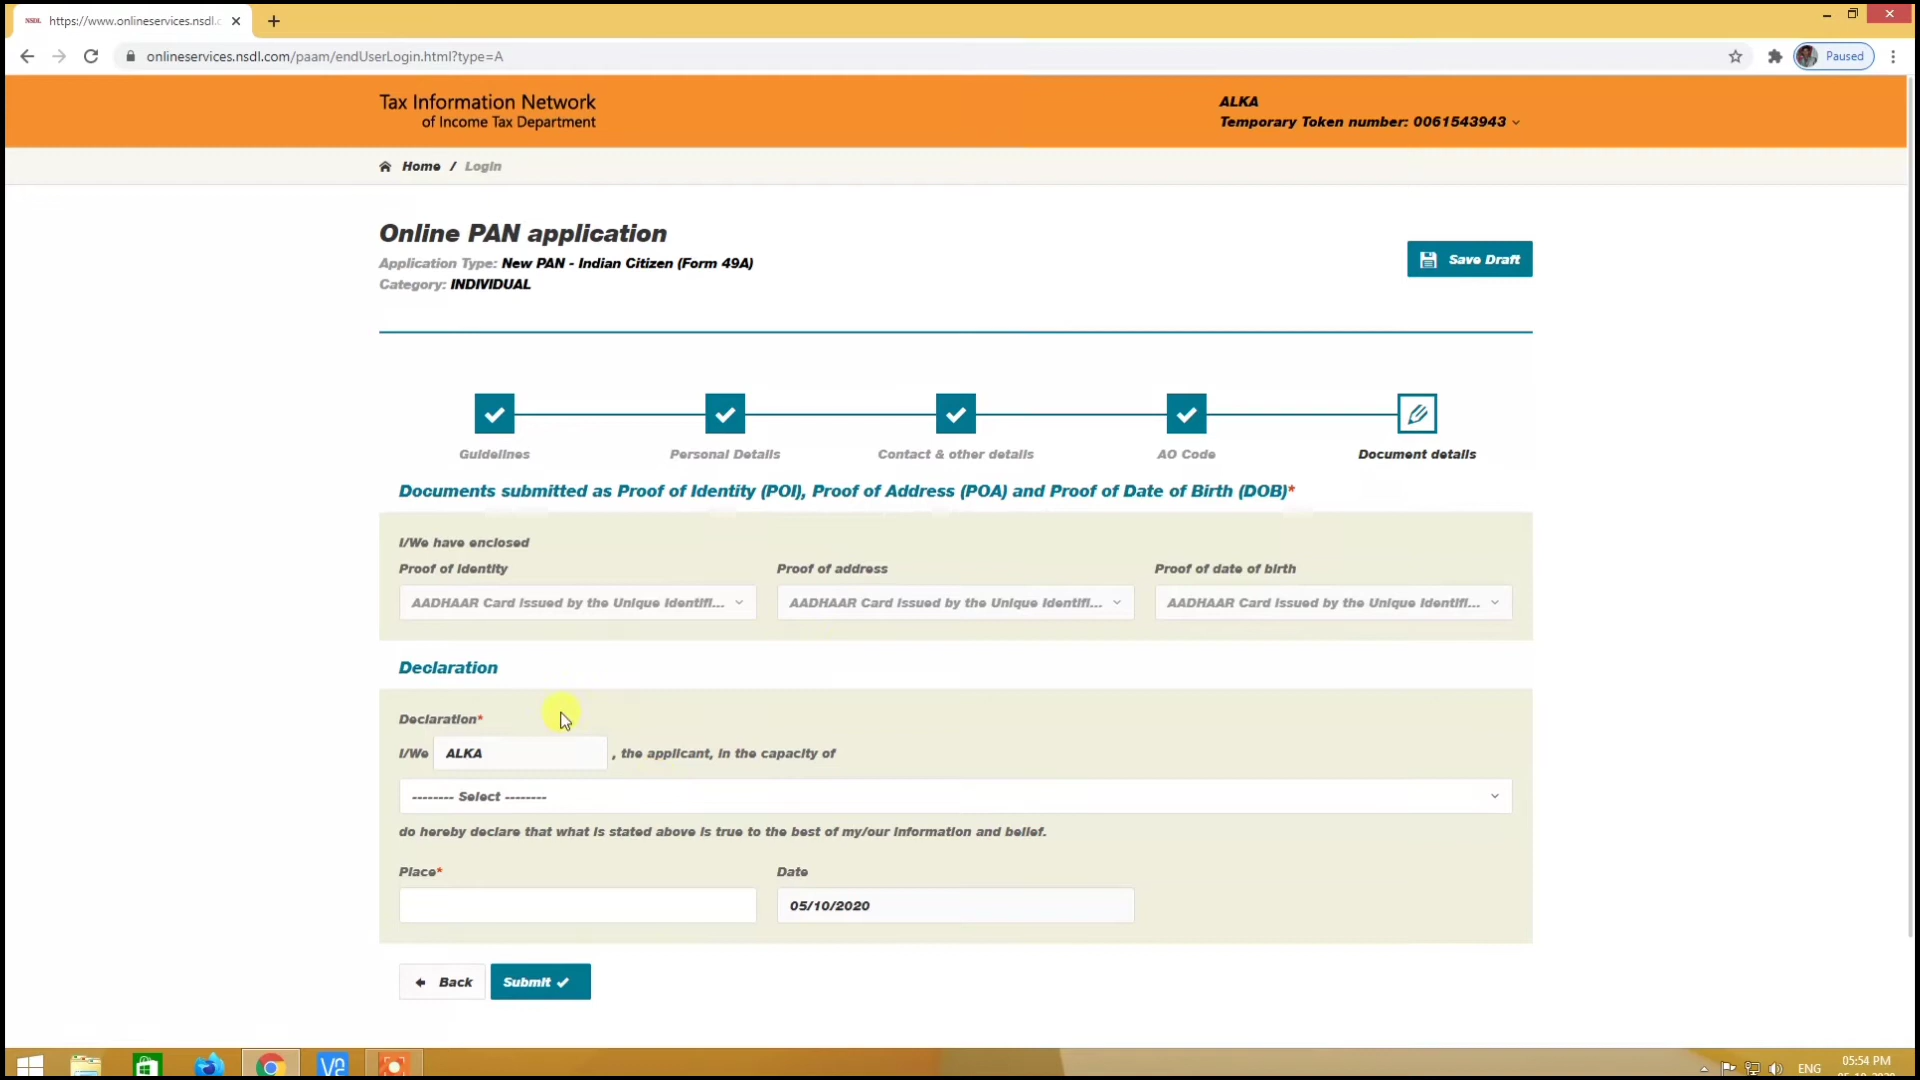 NSDL https://www.onlineservices.nsdl.c
onlineservices.nsdl.com/paam/endUserLogin.html?type=A
Paused
Tax Information Network
of Income Tax Department
ALKA
Temporary Token number: 0061543943
Home / Login
Online PAN application
Application Type: New PAN - Indian Citizen (Form 49A)
Category: INDIVIDUAL
Save Draft
Guidelines
Personal Details
Contact & other details
AO Code
Document details
Documents submitted as Proof of Identity (POI), Proof of Address (POA) and Proof of Date of Birth (DOB)*
I/We have enclosed
Proof of identity
Proof of address
Proof of date of birth
AADHAAR Card issued by the Unique Identifi...
AADHAAR Card issued by the Unique Identifi...
AADHAAR Card issued by the Unique Identifi...
Declaration
Declaration*
I/We ALKA , the applicant, in the capacity of
-------- Select --------
do hereby declare that what is stated above is true to the best of my/our information and belief.
Place*
Date
05/10/2020
Back
Submit
ENG
05:54 PM